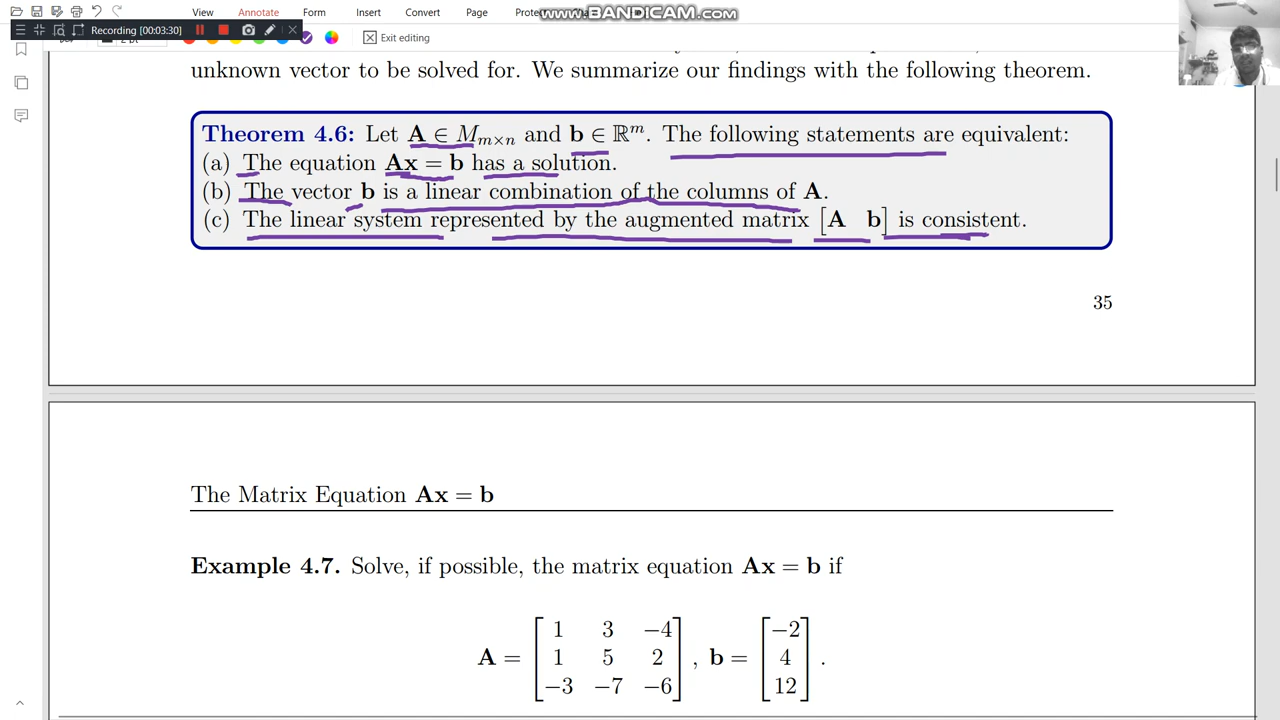 View Annotate Form Insert Convert Page
www.BANDICAM.com
Recording [00:03:30]
Exit editing
unknown vector to be solved for. We summarize our findings with the following theorem.
Theorem 4.6: Let A ∈ M_{m×n} and b ∈ ℝ^m. The following statements are equivalent:
(a) The equation Ax = b has a solution.
(b) The vector b is a linear combination of the columns of A.
(c) The linear system represented by the augmented matrix [A b] is consistent.
35
The Matrix Equation Ax = b
Example 4.7. Solve, if possible, the matrix equation Ax = b if
A = [1 3 −4; 1 5 2; −3 −7 −6], b = [−2; 4; 12].